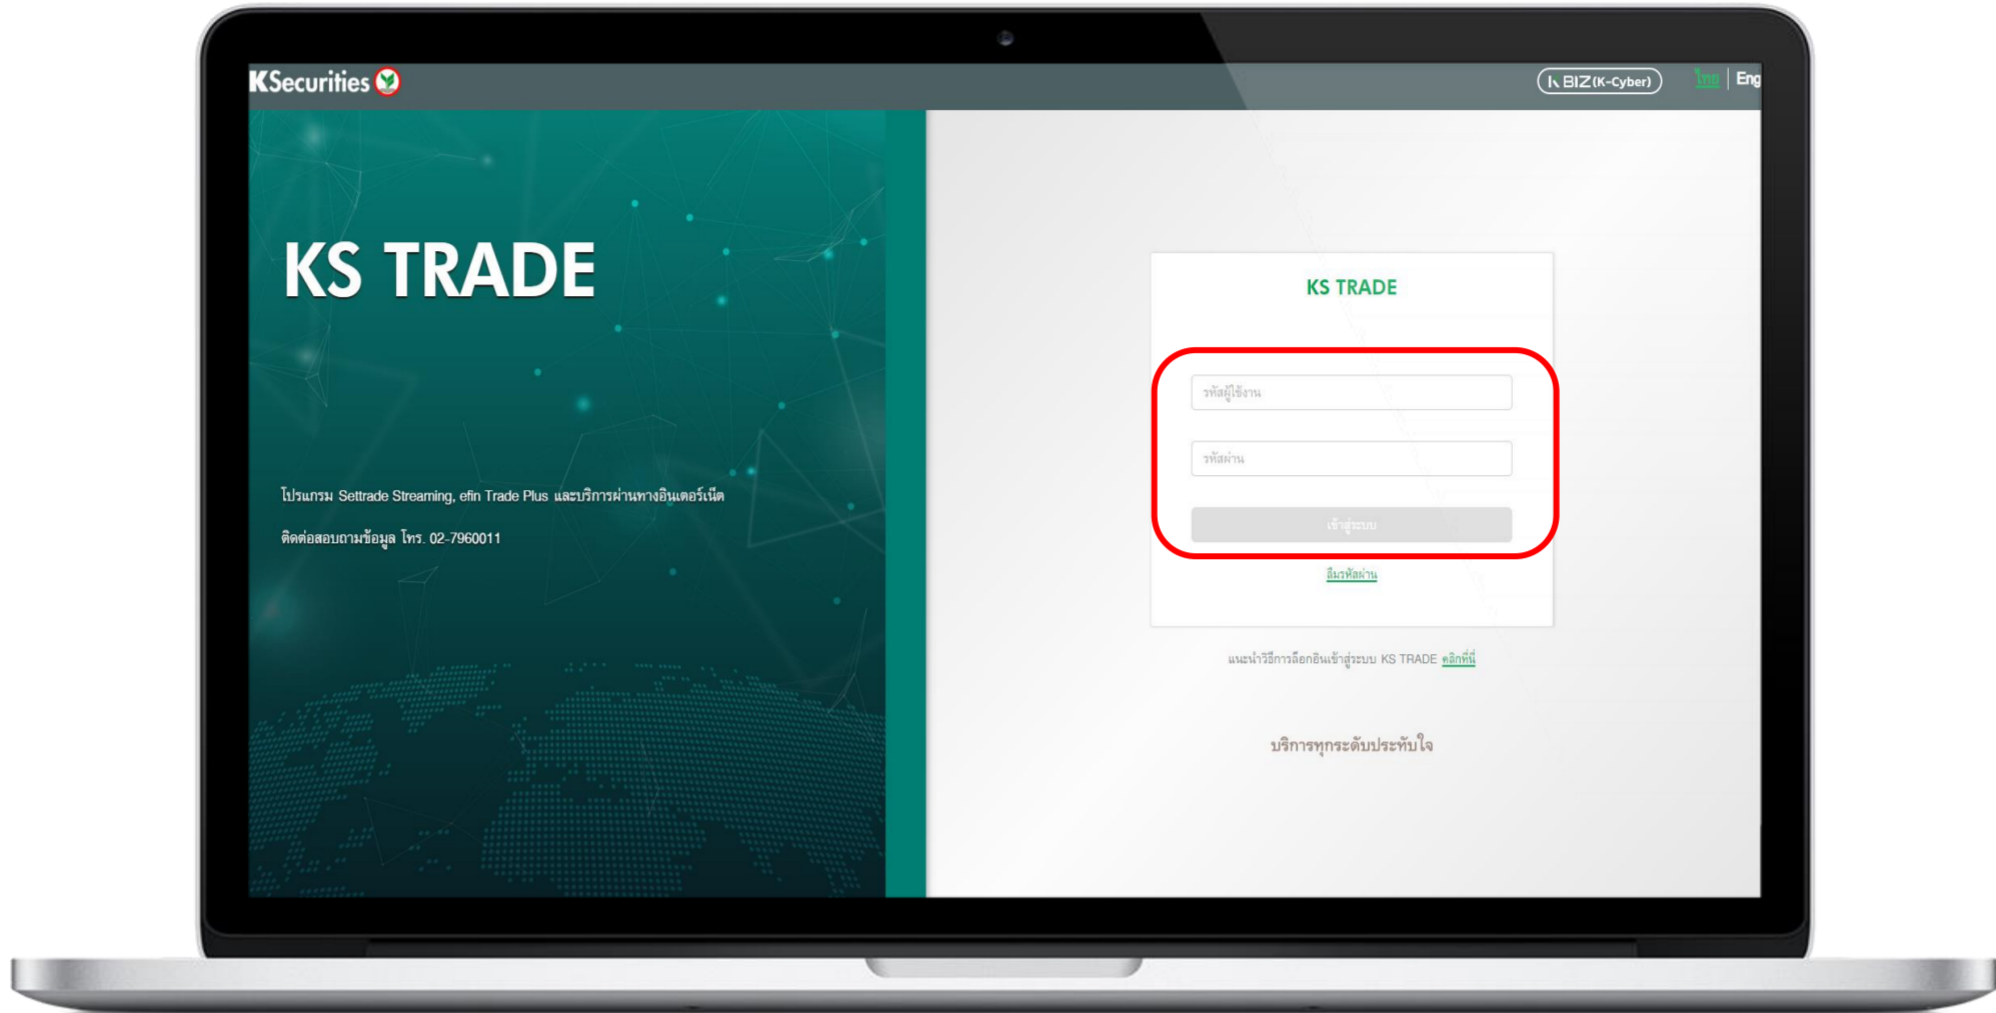 KSecurities
K BIZ (K-Cyber)
ไทย | Eng
KS TRADE
โปรแกรม Settrade Streaming, efin Trade Plus และบริการผ่านทางอินเตอร์เน็ต
ติดต่อสอบถามข้อมูล โทร. 02-7960011
KS TRADE
รหัสผู้ใช้งาน
รหัสผ่าน
เข้าสู่ระบบ
ลืมรหัสผ่าน
แนะนำวิธีการล็อกอินเข้าสู่ระบบ KS TRADE คลิกที่นี่
บริการทุกระดับประทับใจ